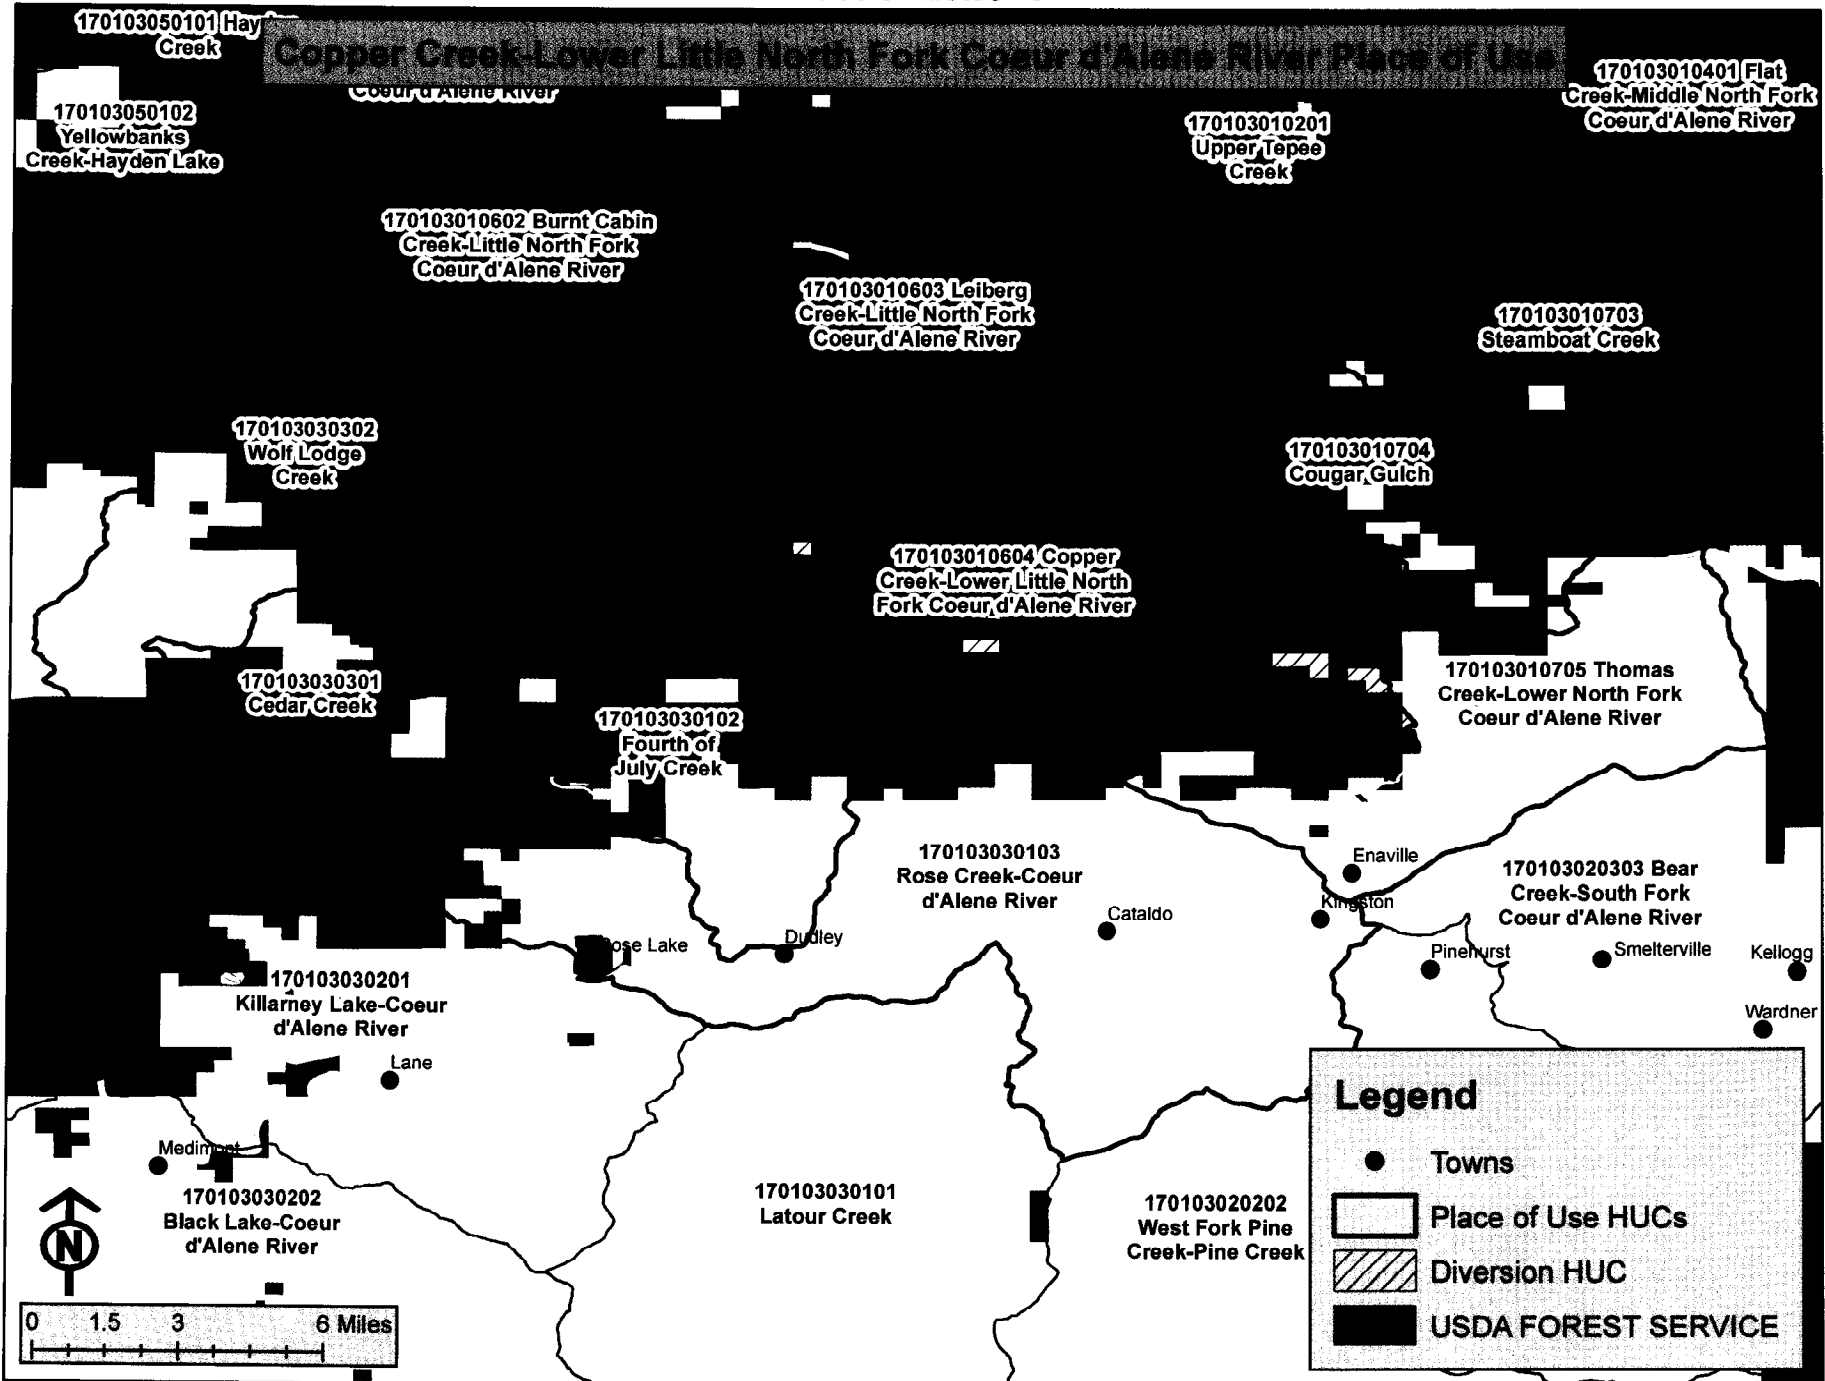 170103050101 Hayden
Creek
Copper Creek-Lower Little North Fork Coeur d'Alene River Place of Use
Coeur d'Alene River
170103010401 Flat
Creek-Middle North Fork
Coeur d'Alene River
170103050102
Yellowbanks
Creek-Hayden Lake
170103010201
Upper Tepee
Creek
170103010602 Burnt Cabin
Creek-Little North Fork
Coeur d'Alene River
170103010603 Leiberg
Creek-Little North Fork
Coeur d'Alene River
170103010703
Steamboat Creek
170103030302
Wolf Lodge
Creek
170103010704
Cougar Gulch
170103010604 Copper
Creek-Lower Little North
Fork Coeur d'Alene River
170103030301
Cedar Creek
170103010705 Thomas
Creek-Lower North Fork
Coeur d'Alene River
170103030102
Fourth of
July Creek
170103030103
Rose Creek-Coeur
d'Alene River
Enaville
170103020303 Bear
Creek-South Fork
Coeur d'Alene River
Kingston
Cataldo
Dudley
Rose Lake
Pinehurst
Smelterville
Kellogg
170103030201
Killarney Lake-Coeur
d'Alene River
Wardner
Lane
Medimont
170103030202
Black Lake-Coeur
d'Alene River
170103030101
Latour Creek
170103020202
West Fork Pine
Creek-Pine Creek
Legend
Towns
Place of Use HUCs
Diversion HUC
USDA FOREST SERVICE
N
0 1.5 3 6 Miles